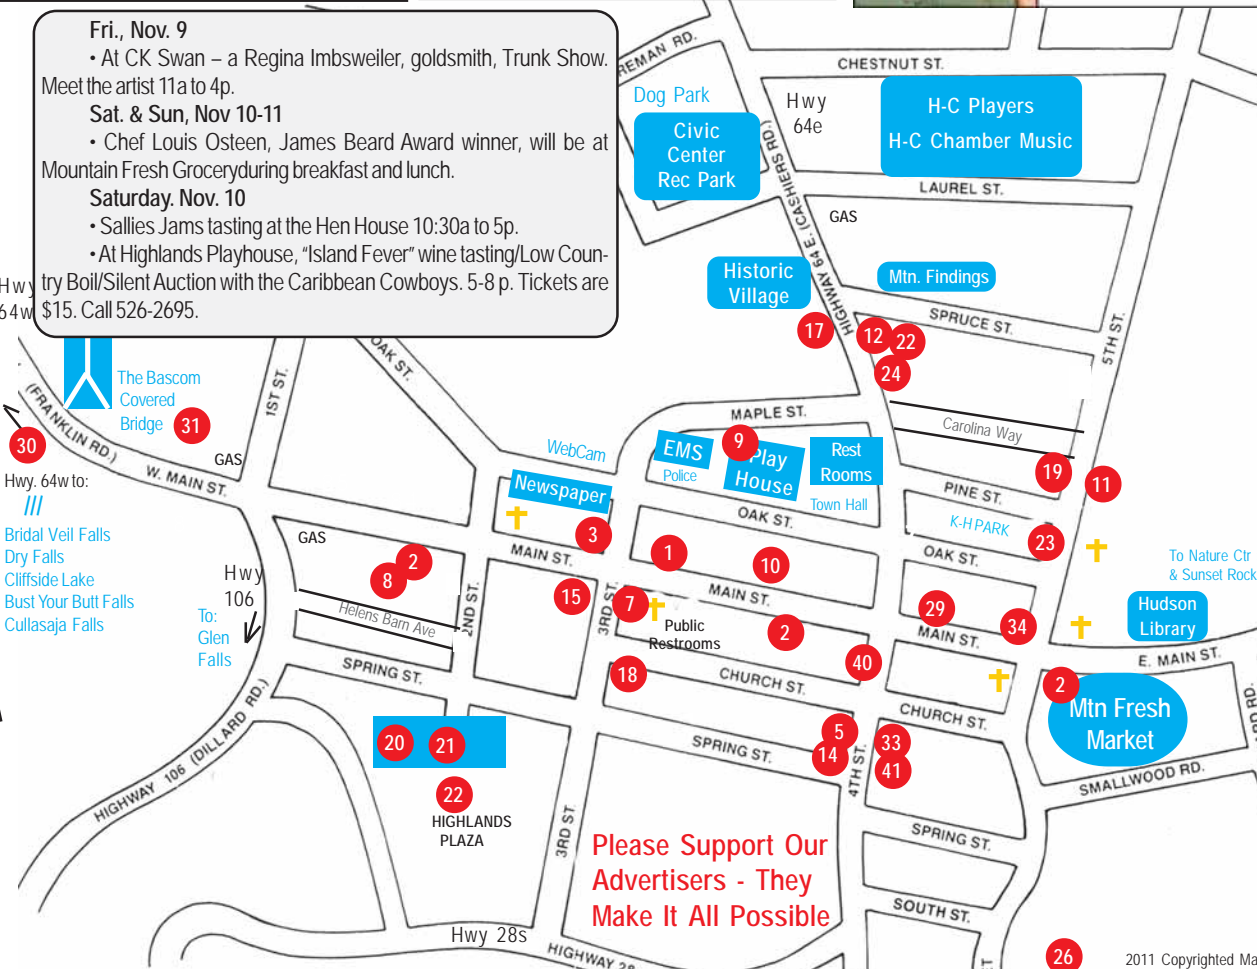 Fri., Nov. 9
• At CK Swan – a Regina Imbsweiler, goldsmith, Trunk Show.
Meet the artist 11a to 4p.
Sat. & Sun, Nov 10-11
• Chef Louis Osteen, James Beard Award winner, will be at
Mountain Fresh Groceryduring breakfast and lunch.
Saturday. Nov. 10
• Sallies Jams tasting at the Hen House 10:30a to 5p.
• At Highlands Playhouse, “Island Fever” wine tasting/Low Coun-
try Boil/Silent Auction with the Caribbean Cowboys. 5-8 p. Tickets are
$15. Call 526-2695.
Hwy
64w
REMAN RD.
CHESTNUT ST.
Dog Park
Civic
Center
Rec Park
Hwy
64e
H-C Players
H-C Chamber Music
LAUREL ST.
GAS
HIGHWAY 64 E. (CASHIERS RD.)
Historic
Village
Mtn. Findings
SPRUCE ST.
5TH ST.
17
12
22
24
OAK ST.
The Bascom
Covered
Bridge
31
1ST ST.
(FRANKLIN RD.)
30
GAS
W. MAIN ST.
Hwy. 64w to:
///
Bridal Veil Falls
Dry Falls
Cliffside Lake
Bust Your Butt Falls
Cullasaja Falls
MAPLE ST.
Carolina Way
WebCam
EMS
Police
9
Play
House
Rest
Rooms
Town Hall
19
11
PINE ST.
Newspaper
OAK ST.
K-H PARK
23
OAK ST.
To Nature Ctr
& Sunset Rock
GAS
3
MAIN ST.
1
10
2
8
Hwy
106
To:
Glen
Falls
Helens Barn Ave
2ND ST.
15
3RD ST.
7
MAIN ST.
Public
Restrooms
2
29
34
MAIN ST.
Hudson
Library
E. MAIN ST.
40
SPRING ST.
18
CHURCH ST.
2
Mtn Fresh
Market
3RD RD.
CHURCH ST.
HIGHWAY 106 (DILLARD RD.)
20
21
22
HIGHLANDS
PLAZA
SPRING ST.
5
14
33
41
4TH ST.
SMALLWOOD RD.
3RD ST.
SPRING ST.
Please Support Our
Advertisers - They
Make It All Possible
SOUTH ST.
Hwy 28s
HIGHWAY 28
26
2011 Copyrighted Ma